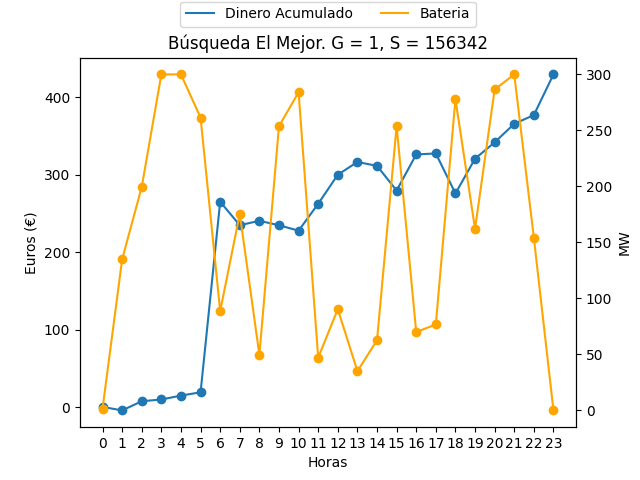 Dinero Acumulado Bateria
Búsqueda El Mejor. G = 1, S = 156342
400
300
200
100
0
Euros (€)
300
250
200
150
100
50
0
MW
0 1 2 3 4 5 6 7 8 9 10 11 12 13 14 15 16 17 18 19 20 21 22 23
Horas